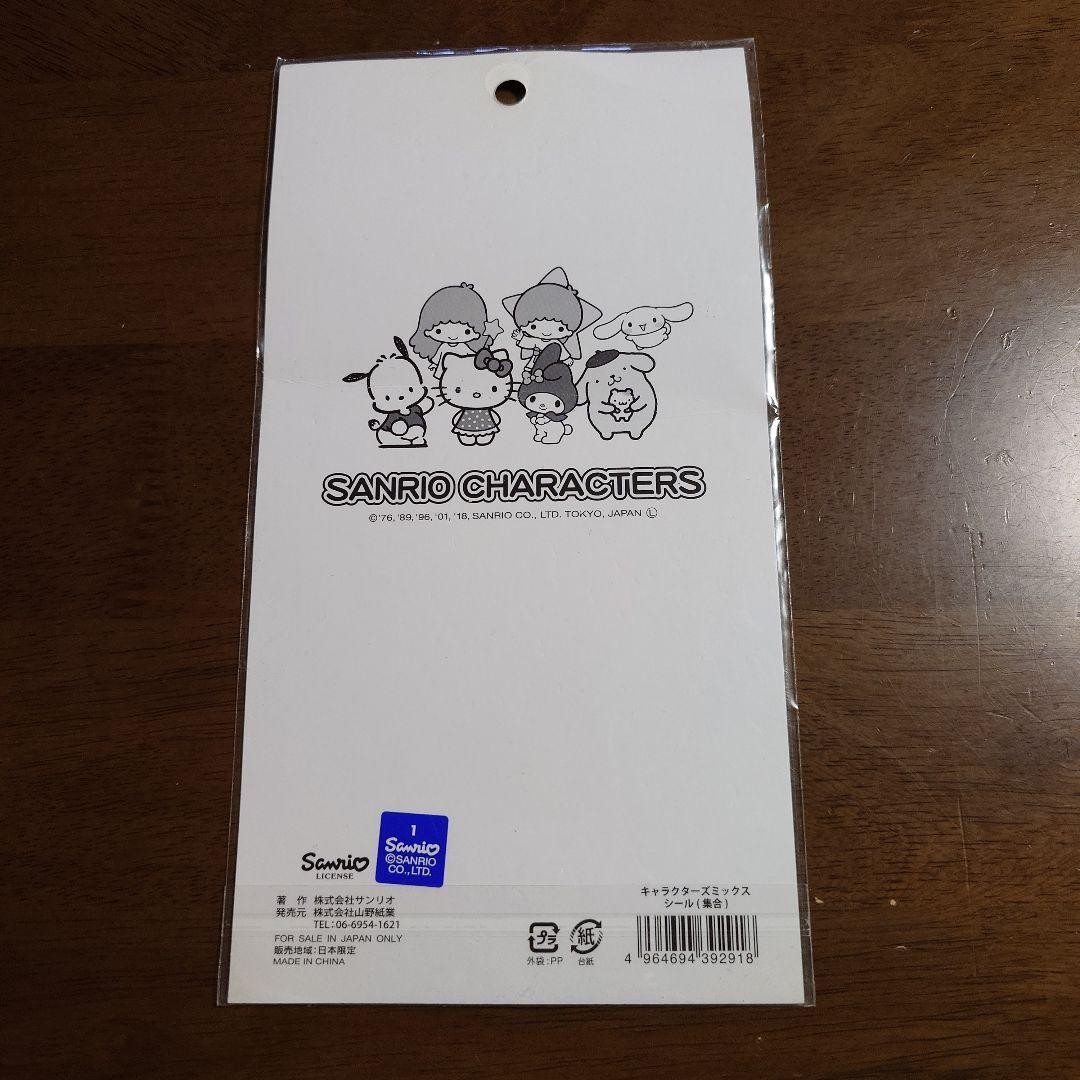 SANRIO CHARACTERS
©'76, '89, '96, '01, '18, SANRIO CO., LTD. TOKYO, JAPAN Ⓛ
1
Sanrio
©SANRIO
CO.,LTD.
Sanrio
LICENSE
著 作 株式会社サンリオ
発売元 株式会社山野紙業
TEL:06-6954-1621
FOR SALE IN JAPAN ONLY
販売地域:日本限定
MADE IN CHINA
プラ
外袋:PP
紙
台紙
キャラクターズミックス
シール(集合)
4 964694 392918